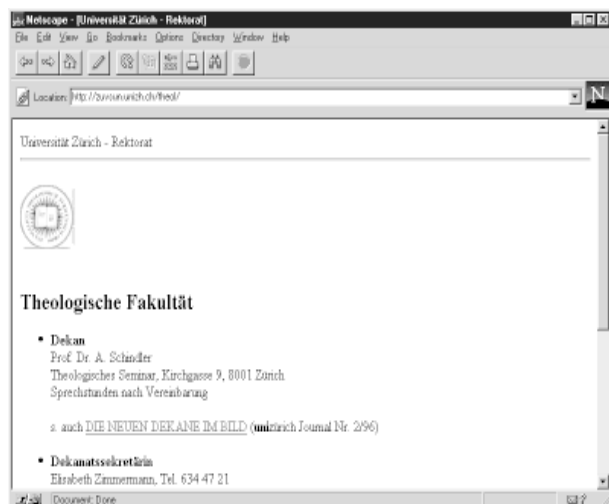 Netscape - [Universität Zürich - Rektorat]
File Edit View Go Bookmarks Options Directory Window Help
Location: http://zuvoun.unizh.ch/theol/
N
Universität Zürich - Rektorat
Theologische Fakultät
Dekan
Prof. Dr. A. Schindler
Theologisches Seminar, Kirchgasse 9, 8001 Zürich
Sprechstunden nach Vereinbarung
s. auch DIE NEUEN DEKANE IM BILD (unizürich Journal Nr. 2/96)
Dekanatssekretärin
Elisabeth Zimmermann, Tel. 634 47 21
Document: Done